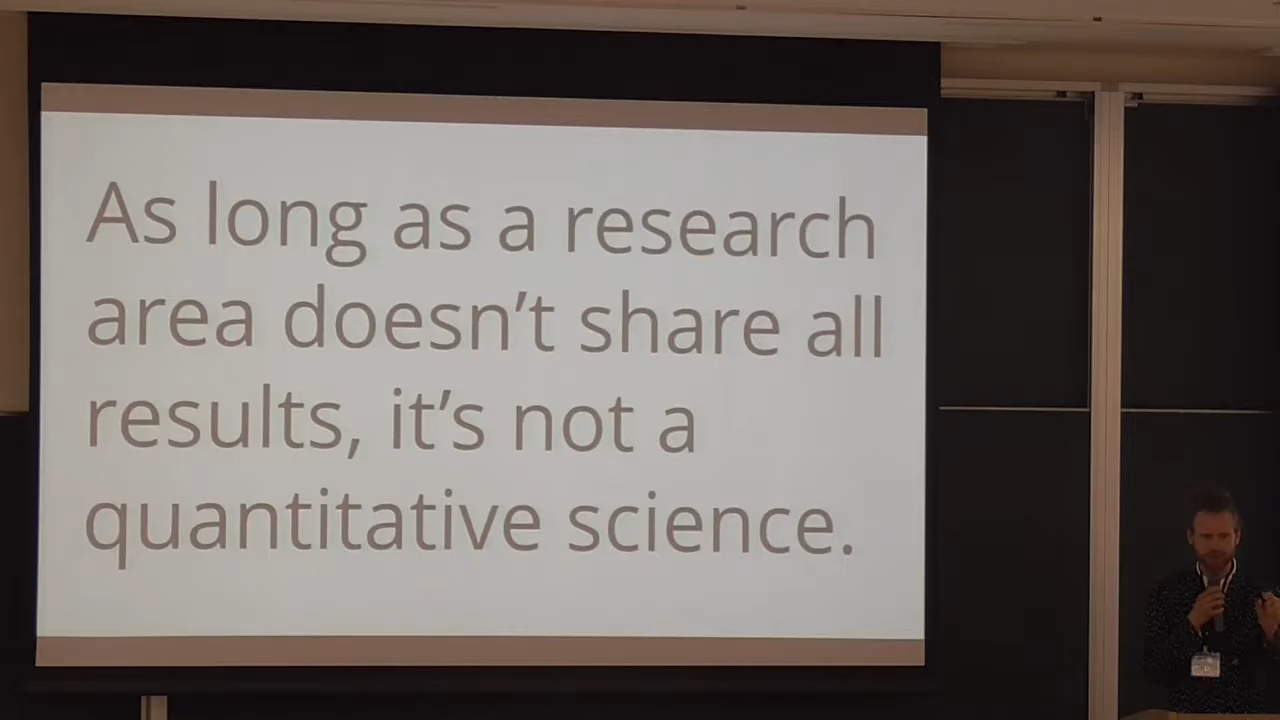 As long as a research
area doesn’t share all
results, it’s not a
quantitative science.